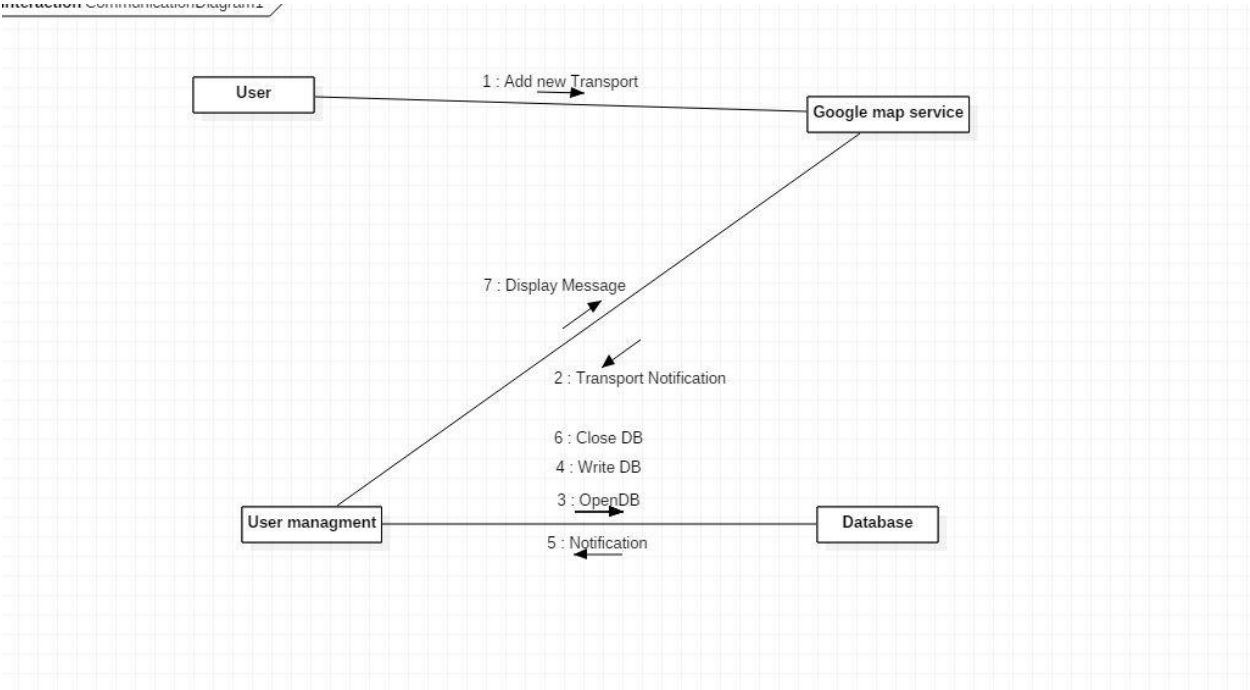 interaction CommunicationDiagram1
User
1 : Add new Transport
Google map service
7 : Display Message
2 : Transport Notification
6 : Close DB
4 : Write DB
3 : OpenDB
User managment
Database
5 : Notification